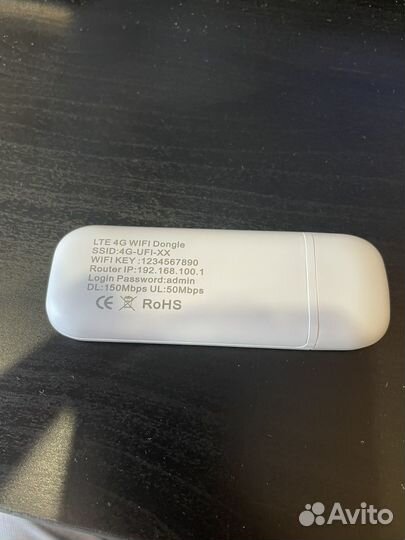 LTE 4G WIFI Dongle
SSID:4G-UFI-XX
WIFI KEY :1234567890
Router IP:192.168.100.1
Login Password:admin
DL:150Mbps UL:50Mbps
CE RoHS
Avito